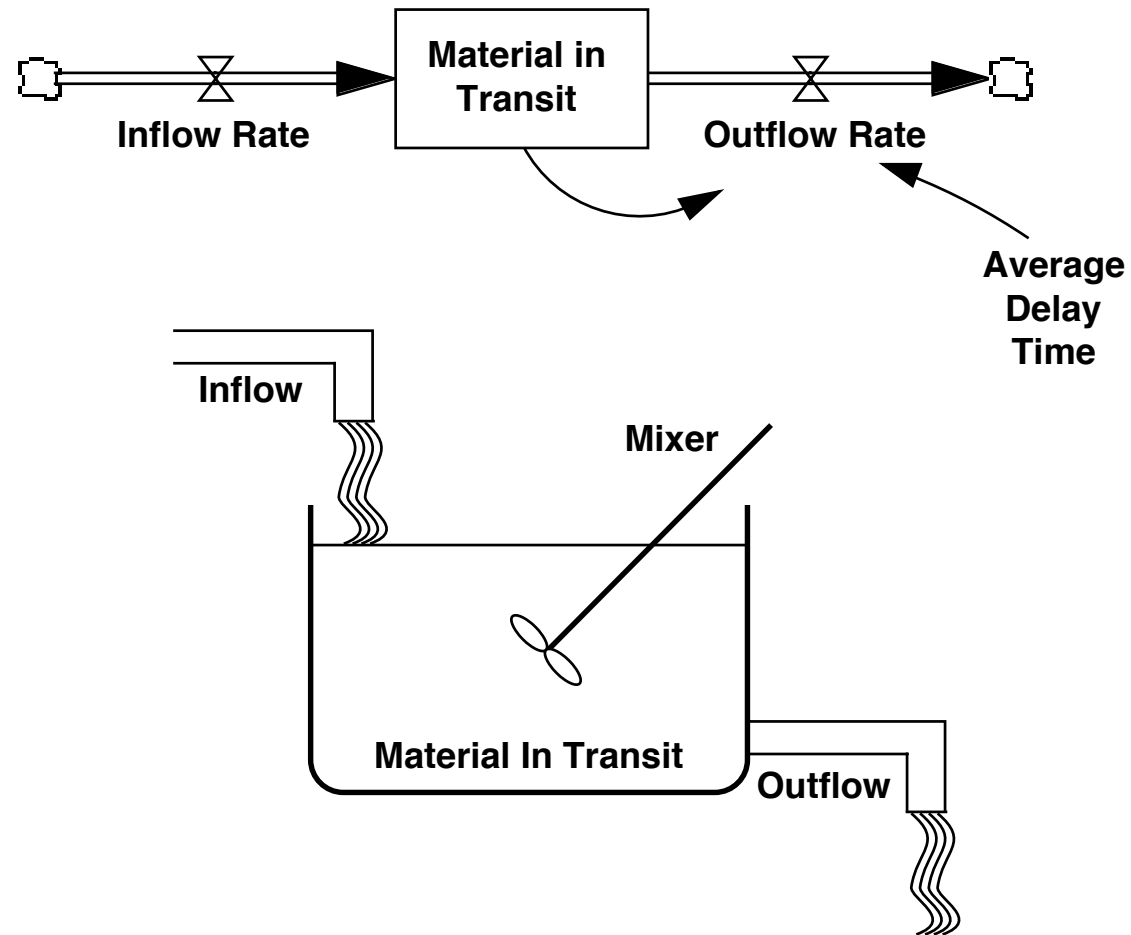 Material in
Transit
Inflow Rate
Outflow Rate
Average
Delay
Time
Inflow
Mixer
Material In Transit
Outflow